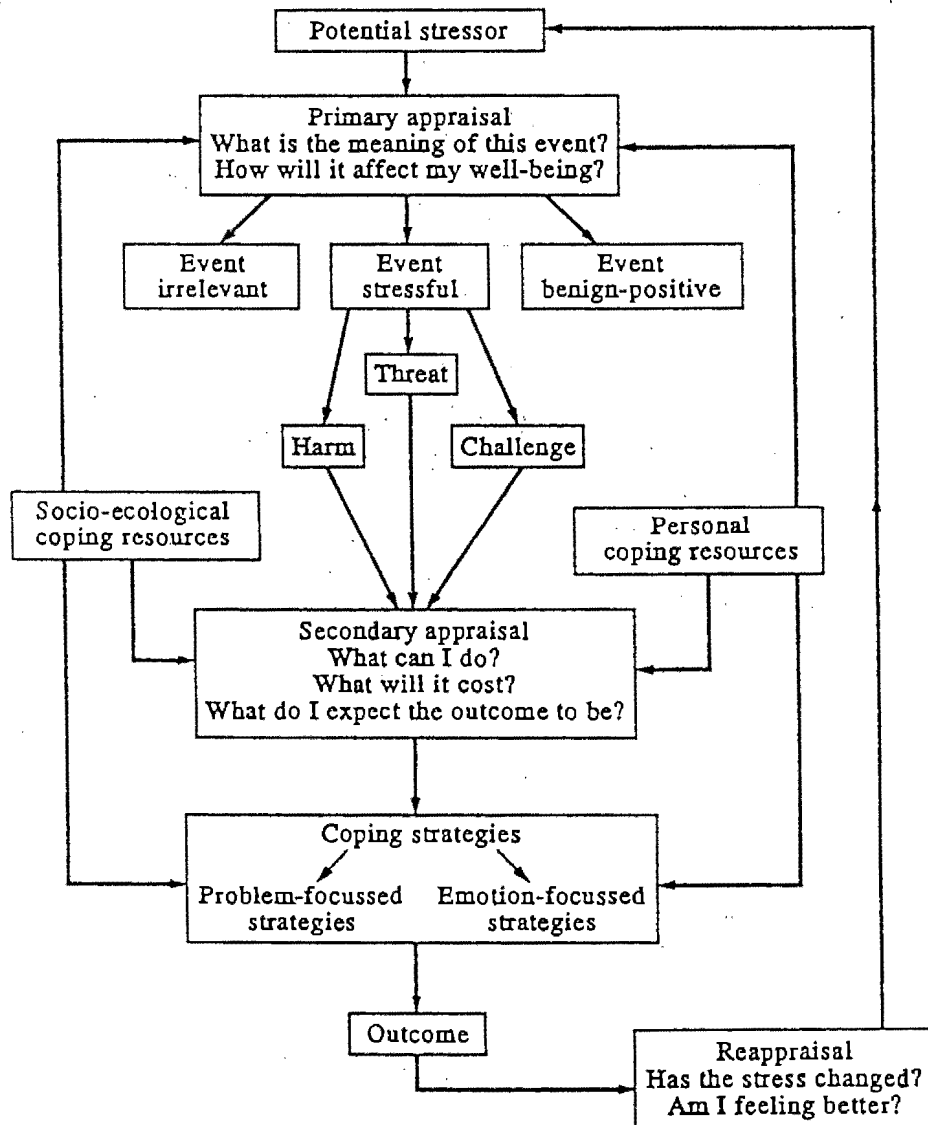 Potential stressor
Primary appraisal
What is the meaning of this event?
How will it affect my well-being?
Event
irrelevant
Event
stressful
Event
benign-positive
Threat
Harm
Challenge
Socio-ecological
coping resources
Personal
coping resources
Secondary appraisal
What can I do?
What will it cost?
What do I expect the outcome to be?
Coping strategies
Problem-focussed
strategies
Emotion-focussed
strategies
Outcome
Reappraisal
Has the stress changed?
Am I feeling better?